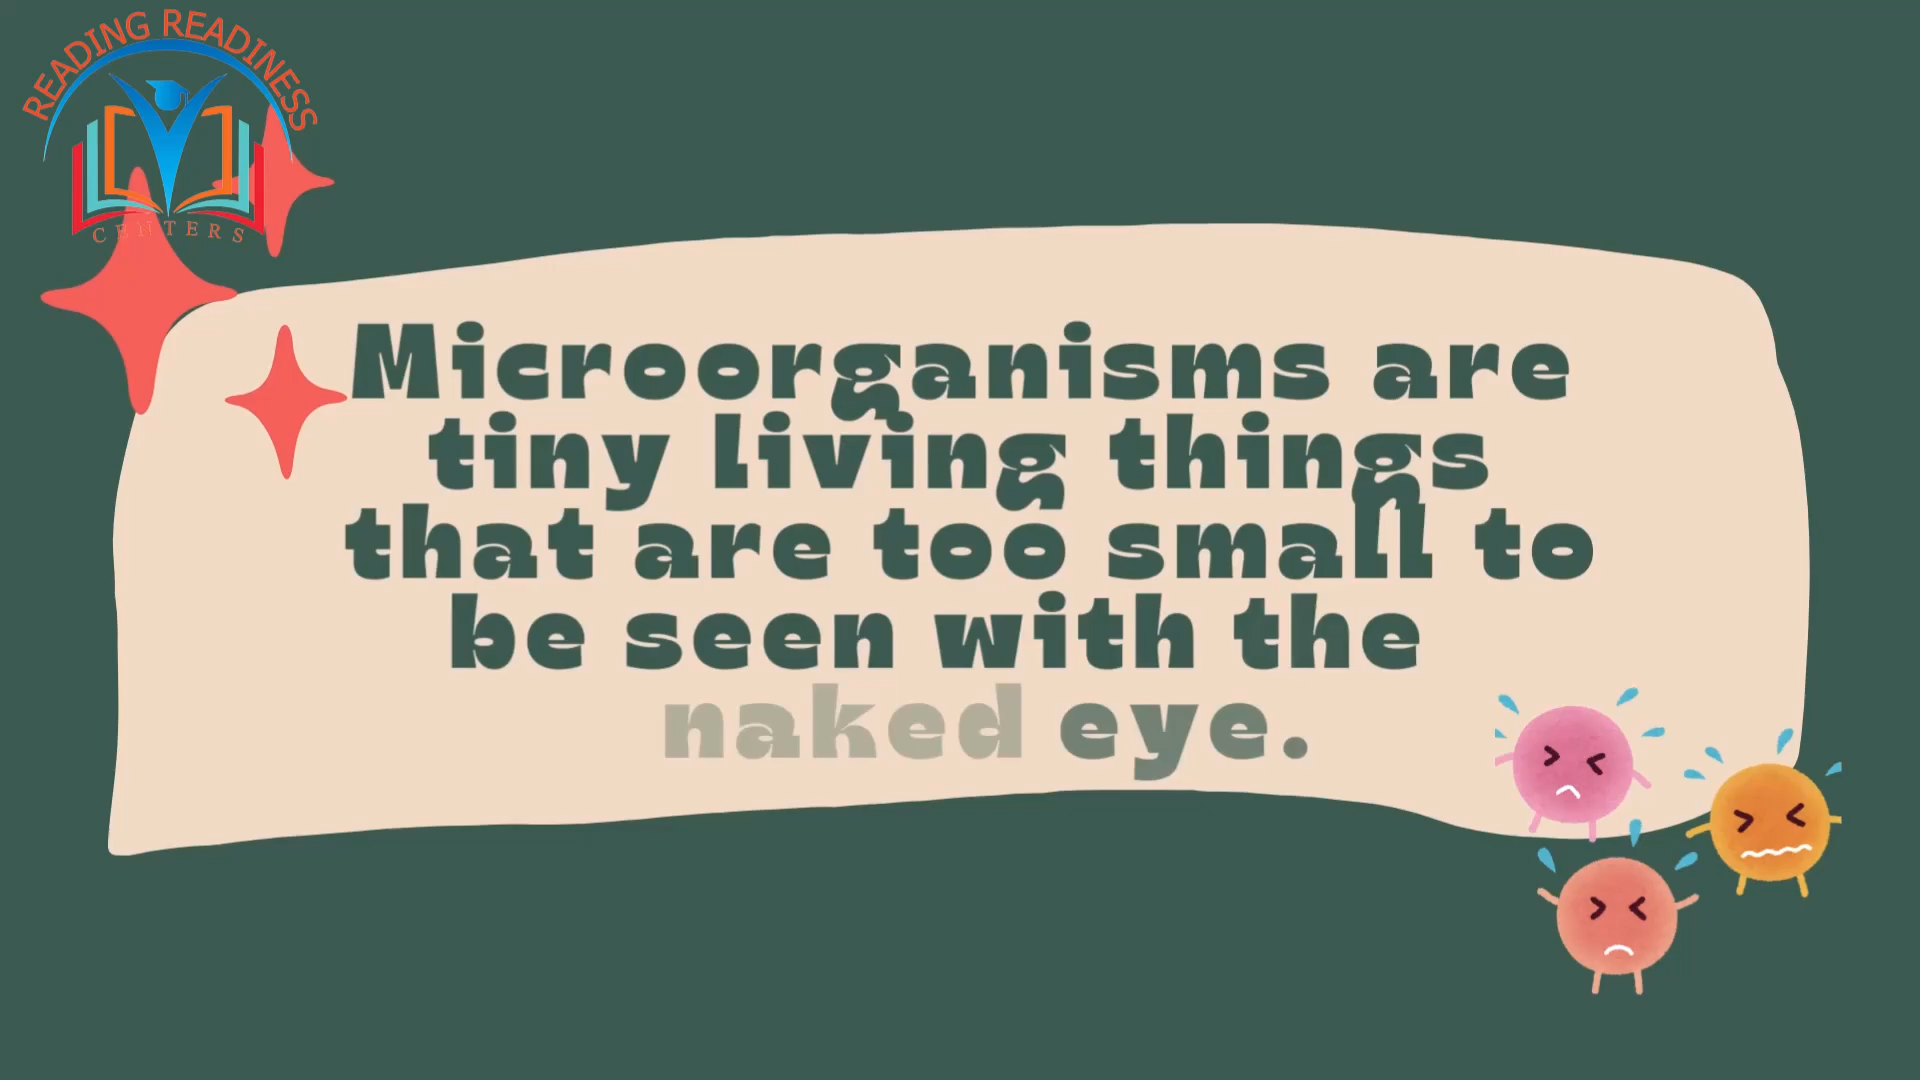 READING READINESS
CENTERS
Microorganisms are
tiny living things
that are too small to
be seen with the
naked eye.